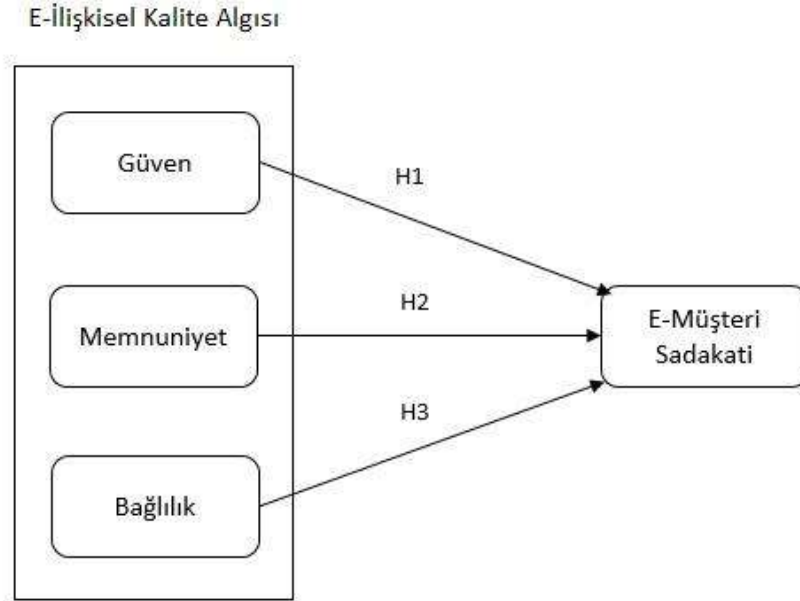 E-İlişkisel Kalite Algısı
Güven
H1
H2
E-Müşteri
Sadakati
Memnuniyet
H3
Bağlılık